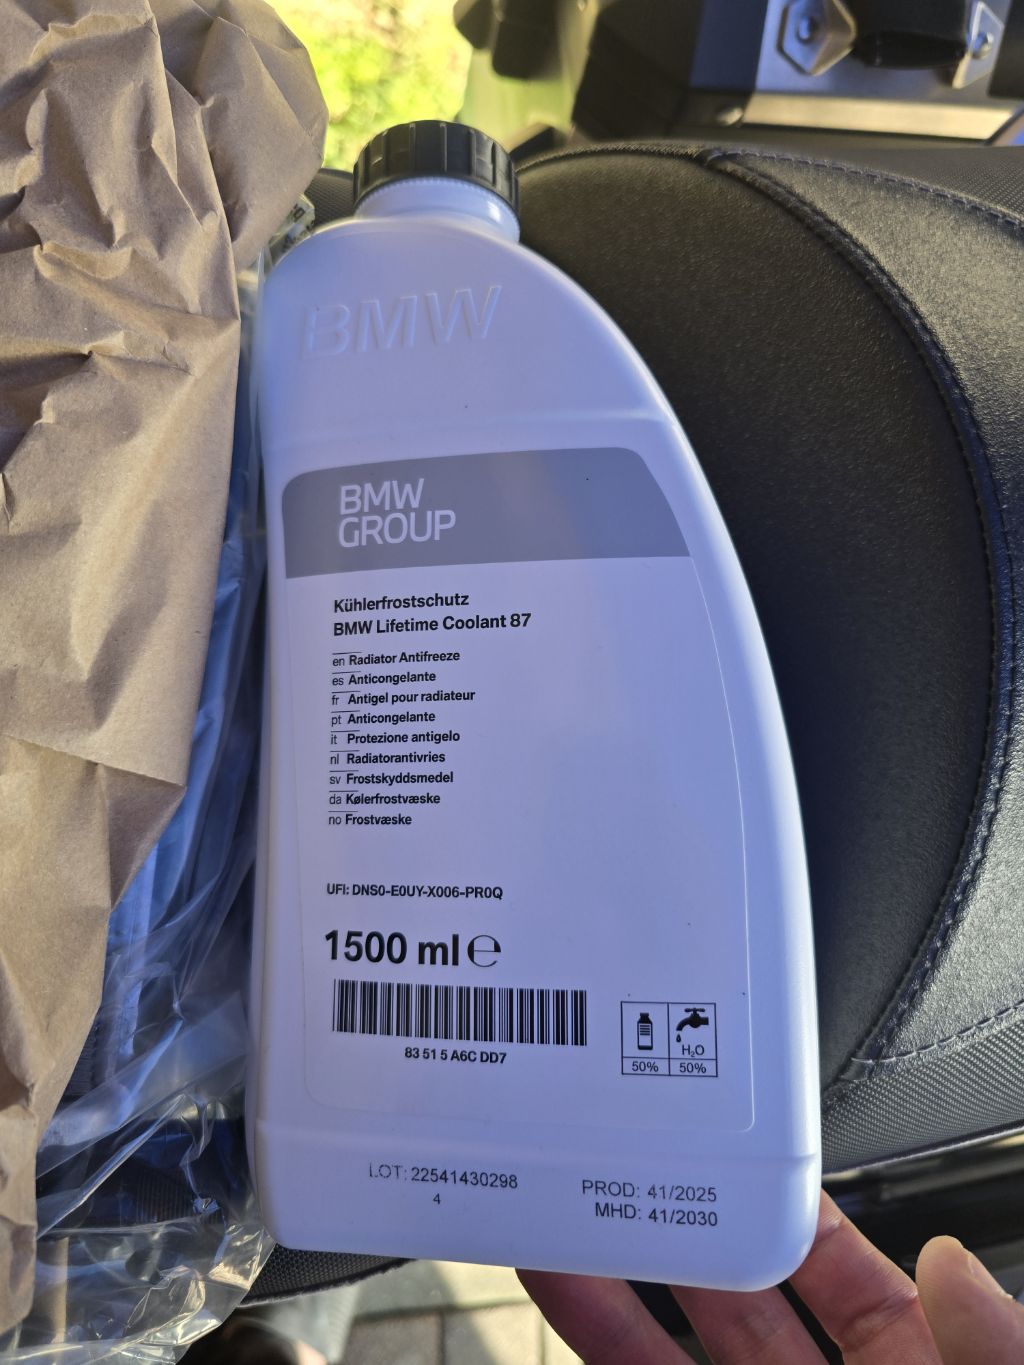 BMW
BMW
GROUP
Kühlerfrostschutz
BMW Lifetime Coolant 87
en Radiator Antifreeze
es Anticongelante
fr Antigel pour radiateur
pt Anticongelante
it Protezione antigelo
nl Radiatorantivries
sv Frostskyddsmedel
da Kølerfrostvæske
no Frostvæske
UFI: DNS0-E0UY-X006-PR0Q
1500 ml ℮
83 51 5 A6C DD7
H₂O
50% 50%
LOT: 22541430298
4
PROD: 41/2025
MHD: 41/2030